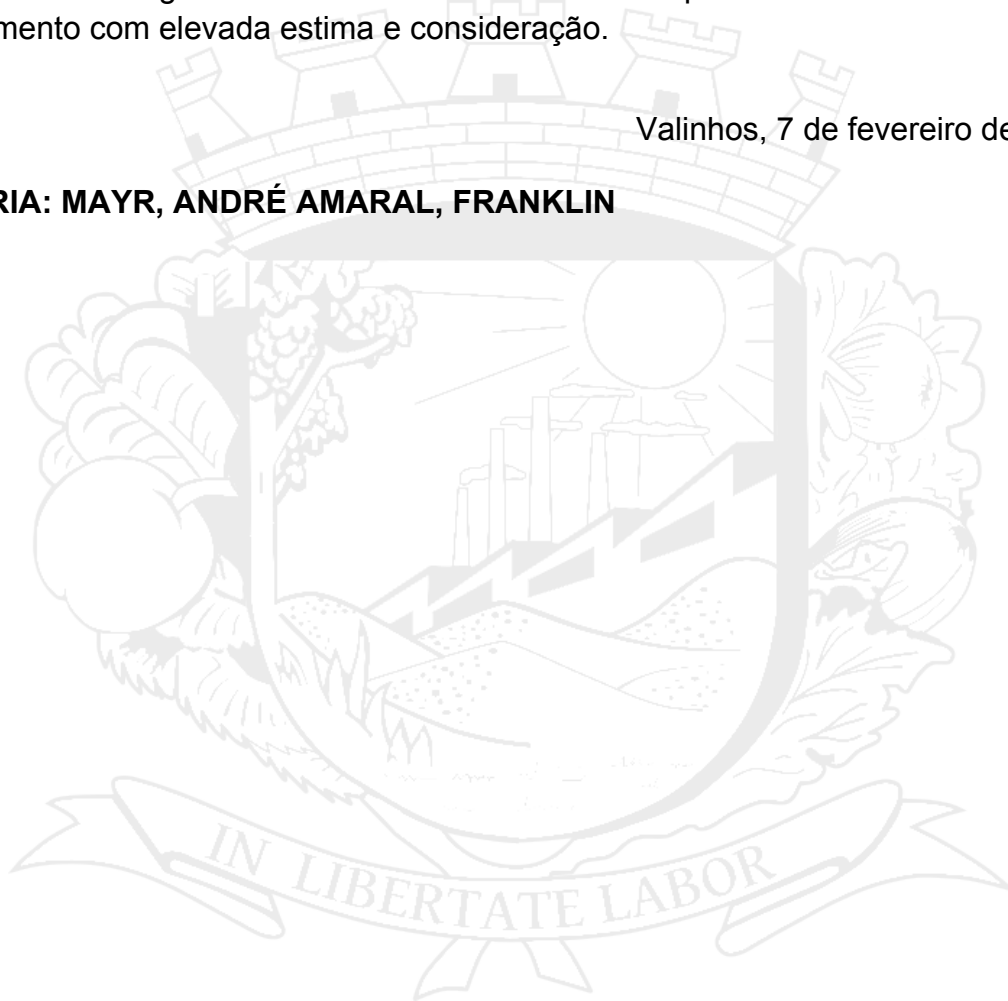 mento com elevada estima e consideração.
Valinhos, 7 de fevereiro de
RIA: MAYR, ANDRÉ AMARAL, FRANKLIN
IN LIBERTATE LABOR